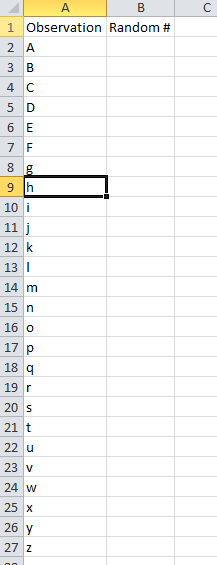 A B C
1 Observation Random #
2 A
3 B
4 C
5 D
6 E
7 F
8 g
9 h
10 i
11 j
12 k
13 l
14 m
15 n
16 o
17 p
18 q
19 r
20 s
21 t
22 u
23 v
24 w
25 x
26 y
27 z